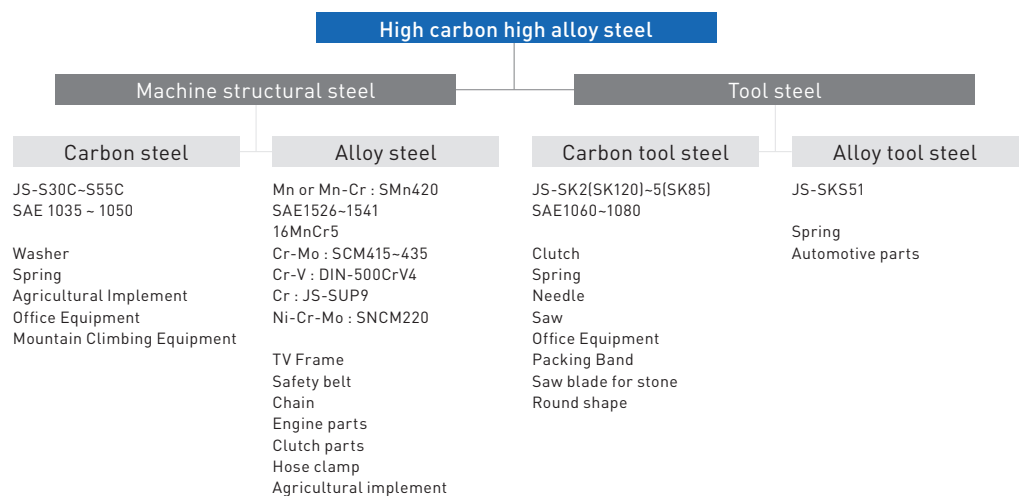 High carbon high alloy steel
Machine structural steel
Tool steel
Carbon steel
JS-S30C~S55C
SAE 1035 ~ 1050
Washer
Spring
Agricultural Implement
Office Equipment
Mountain Climbing Equipment
Alloy steel
Mn or Mn-Cr : SMn420
SAE1526~1541
16MnCr5
Cr-Mo : SCM415~435
Cr-V : DIN-500CrV4
Cr : JS-SUP9
Ni-Cr-Mo : SNCM220
TV Frame
Safety belt
Chain
Engine parts
Clutch parts
Hose clamp
Agricultural implement
Carbon tool steel
JS-SK2(SK120)~5(SK85)
SAE1060~1080
Clutch
Spring
Needle
Saw
Office Equipment
Packing Band
Saw blade for stone
Round shape
Alloy tool steel
JS-SKS51
Spring
Automotive parts